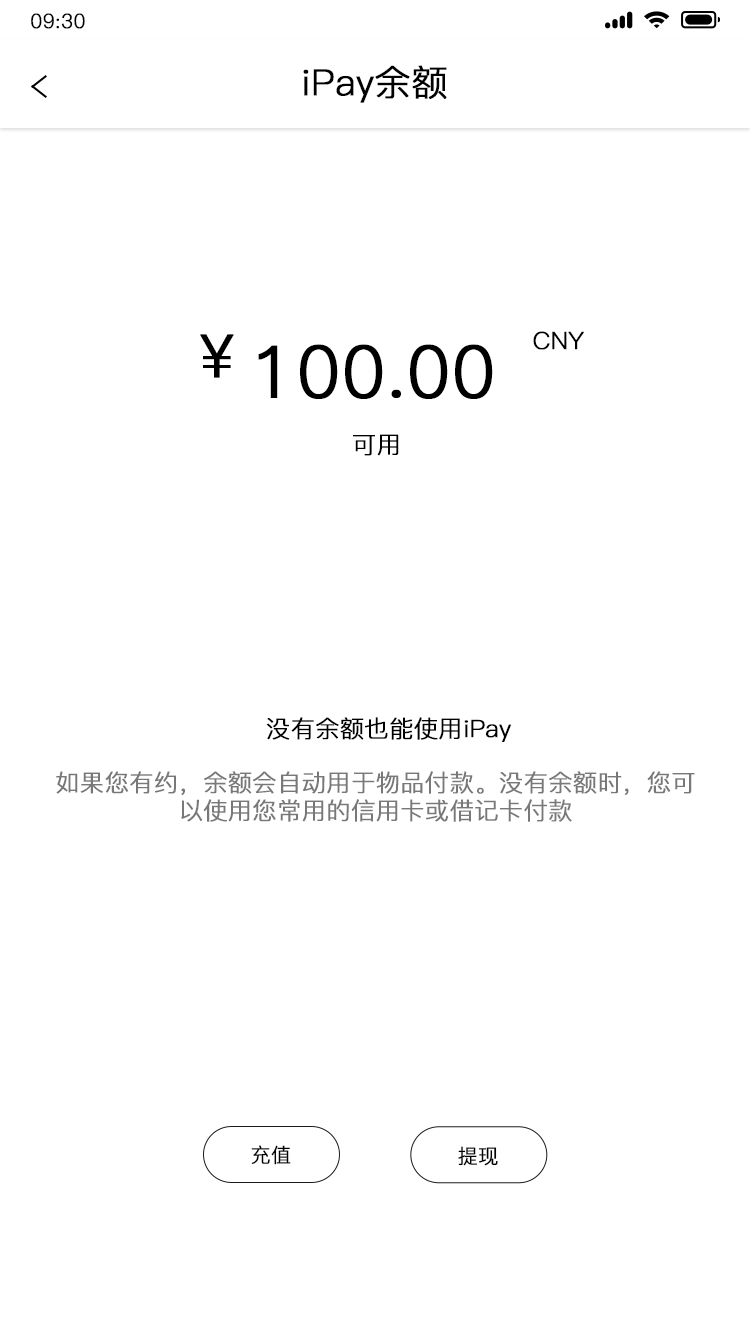 09:30
iPay余额
¥ 100.00 CNY
可用
没有余额也能使用iPay
如果您有约，余额会自动用于物品付款。没有余额时，您可
以使用您常用的信用卡或借记卡付款
充值 提现